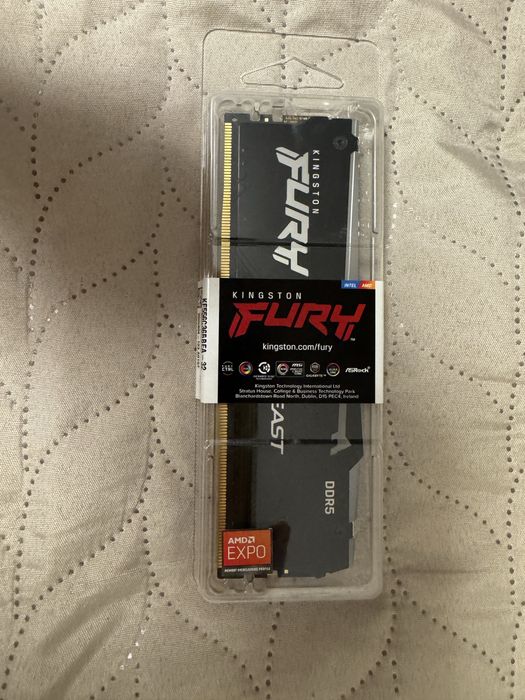 KINGSTON
FURY
INTEL AMD
KINGSTON
FURY
kingston.com/fury
ASRock
Kingston Technology International Ltd
Stratus House, College & Business Technology Park
Blanchardstown Road North, Dublin, D15 PEC4, Ireland
EAST
DDR5
AMD
EXPO